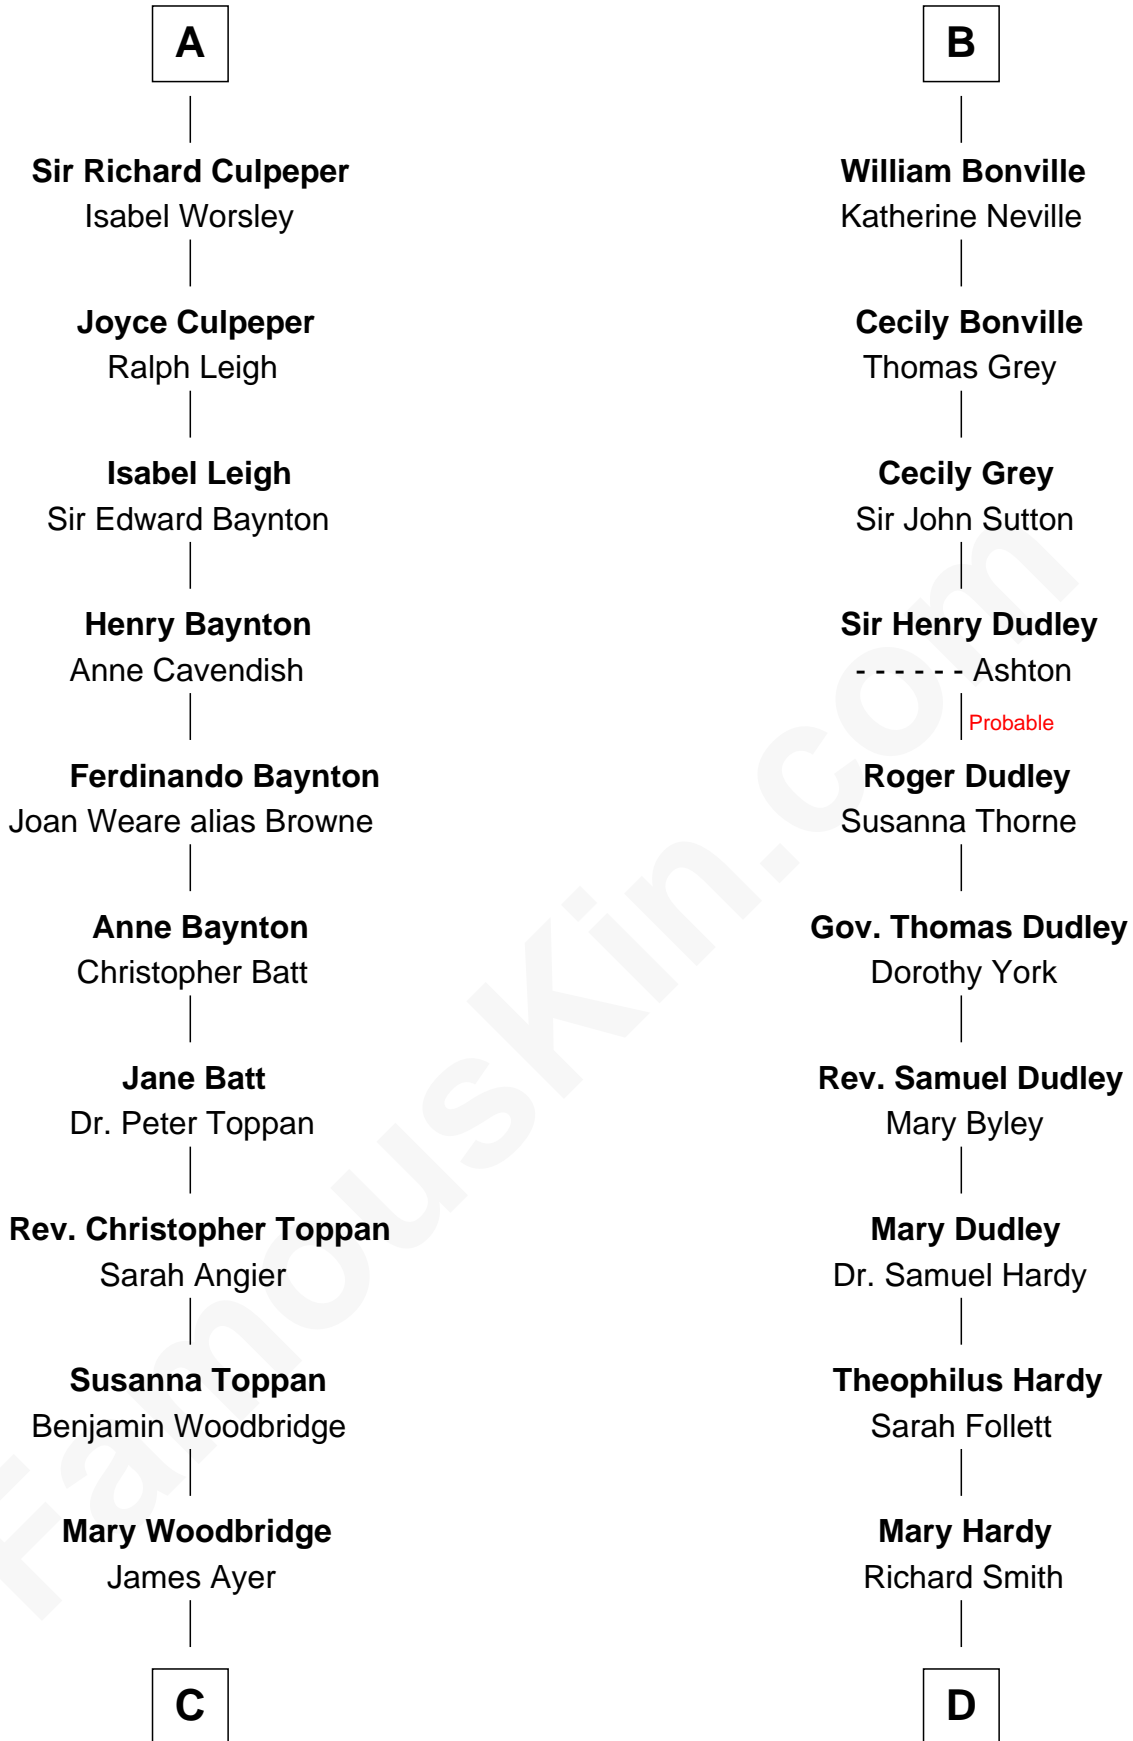 A
Sir Richard Culpeper
Isabel Worsley
Joyce Culpeper
Ralph Leigh
Isabel Leigh
Sir Edward Baynton
Henry Baynton
Anne Cavendish
Ferdinando Baynton
Joan Weare alias Browne
Anne Baynton
Christopher Batt
Jane Batt
Dr. Peter Toppan
Rev. Christopher Toppan
Sarah Angier
Susanna Toppan
Benjamin Woodbridge
Mary Woodbridge
James Ayer
C
B
William Bonville
Katherine Neville
Cecily Bonville
Thomas Grey
Cecily Grey
Sir John Sutton
Sir Henry Dudley
- - - - - - Ashton
Probable
Roger Dudley
Susanna Thorne
Gov. Thomas Dudley
Dorothy York
Rev. Samuel Dudley
Mary Byley
Mary Dudley
Dr. Samuel Hardy
Theophilus Hardy
Sarah Follett
Mary Hardy
Richard Smith
D
FamousKin.com